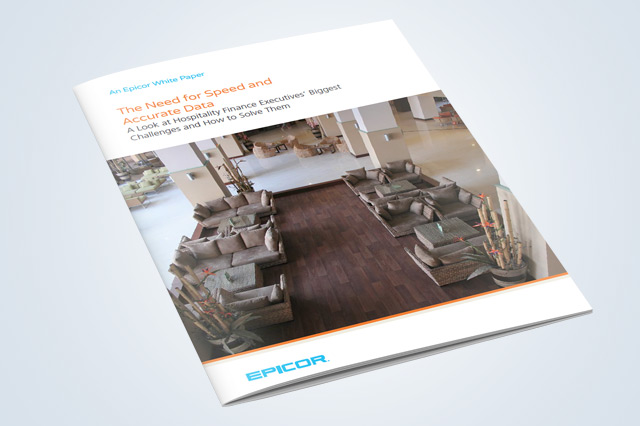 An Epicor White Paper
The Need for Speed and
Accurate Data
A Look at Hospitality Finance Executives' Biggest
Challenges and How to Solve Them
EPICOR